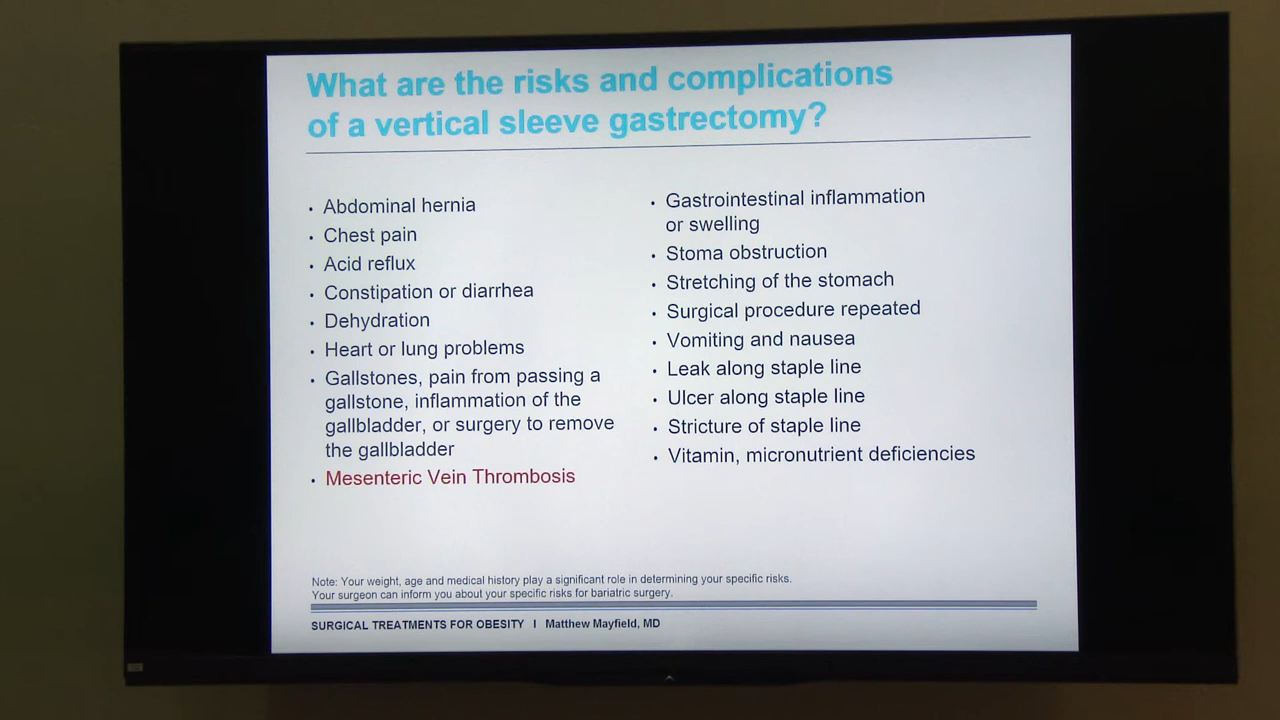 What are the risks and complications
of a vertical sleeve gastrectomy?
• Abdominal hernia
• Chest pain
• Acid reflux
• Constipation or diarrhea
• Dehydration
• Heart or lung problems
• Gallstones, pain from passing a
gallstone, inflammation of the
gallbladder, or surgery to remove
the gallbladder
• Mesenteric Vein Thrombosis
• Gastrointestinal inflammation
or swelling
• Stoma obstruction
• Stretching of the stomach
• Surgical procedure repeated
• Vomiting and nausea
• Leak along staple line
• Ulcer along staple line
• Stricture of staple line
• Vitamin, micronutrient deficiencies
Note: Your weight, age and medical history play a significant role in determining your specific risks.
Your surgeon can inform you about your specific risks for bariatric surgery.
SURGICAL TREATMENTS FOR OBESITY I Matthew Mayfield, MD